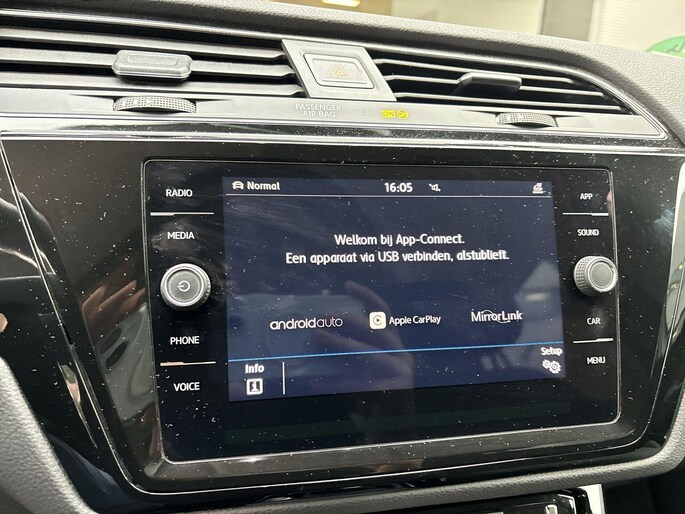 PASSENGER
AIR BAG
RADIO
MEDIA
PHONE
VOICE
Normal
16:05
Welkom bij App-Connect.
Een apparaat via USB verbinden, alstublieft.
androidauto
Apple CarPlay
MirrorLink
Info
Setup
APP
SOUND
CAR
MENU